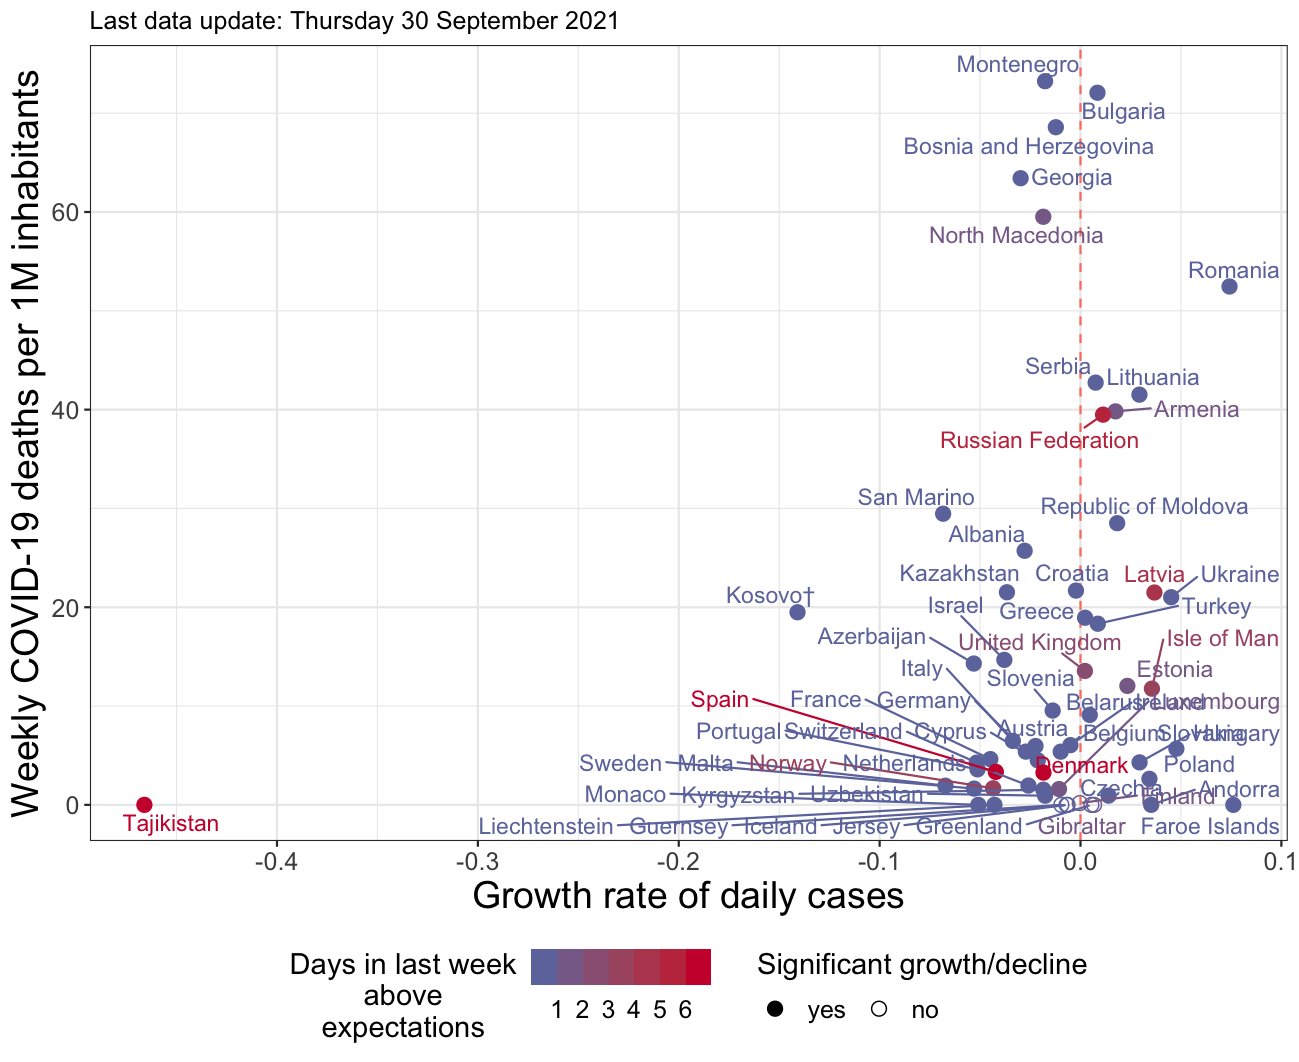 Last data update: Thursday 30 September 2021
Weekly COVID-19 deaths per 1M inhabitants
60
40
20
0
Montenegro
Bulgaria
Bosnia and Herzegovina
Georgia
North Macedonia
Romania
Serbia
Lithuania
Armenia
Russian Federation
San Marino
Republic of Moldova
Albania
Kazakhstan
Croatia
Latvia
Ukraine
Kosovo†
Israel
Greece
Turkey
Azerbaijan
United Kingdom
Isle of Man
Italy
Slovenia
Estonia
Spain
France
Germany
Belarus
Ireland
Luxembourg
Portugal
Switzerland
Cyprus
Austria
Belgium
Slovakia
Hungary
Sweden
Malta
Norway
Netherlands
Denmark
Poland
Monaco
Kyrgyzstan
Uzbekistan
Czechia
Finland
Andorra
Tajikistan
Liechtenstein
Guernsey
Iceland
Jersey
Greenland
Gibraltar
Faroe Islands
-0.4
-0.3
-0.2
-0.1
0.0
0.1
Growth rate of daily cases
Days in last week
above
expectations
1 2 3 4 5 6
Significant growth/decline
yes
no